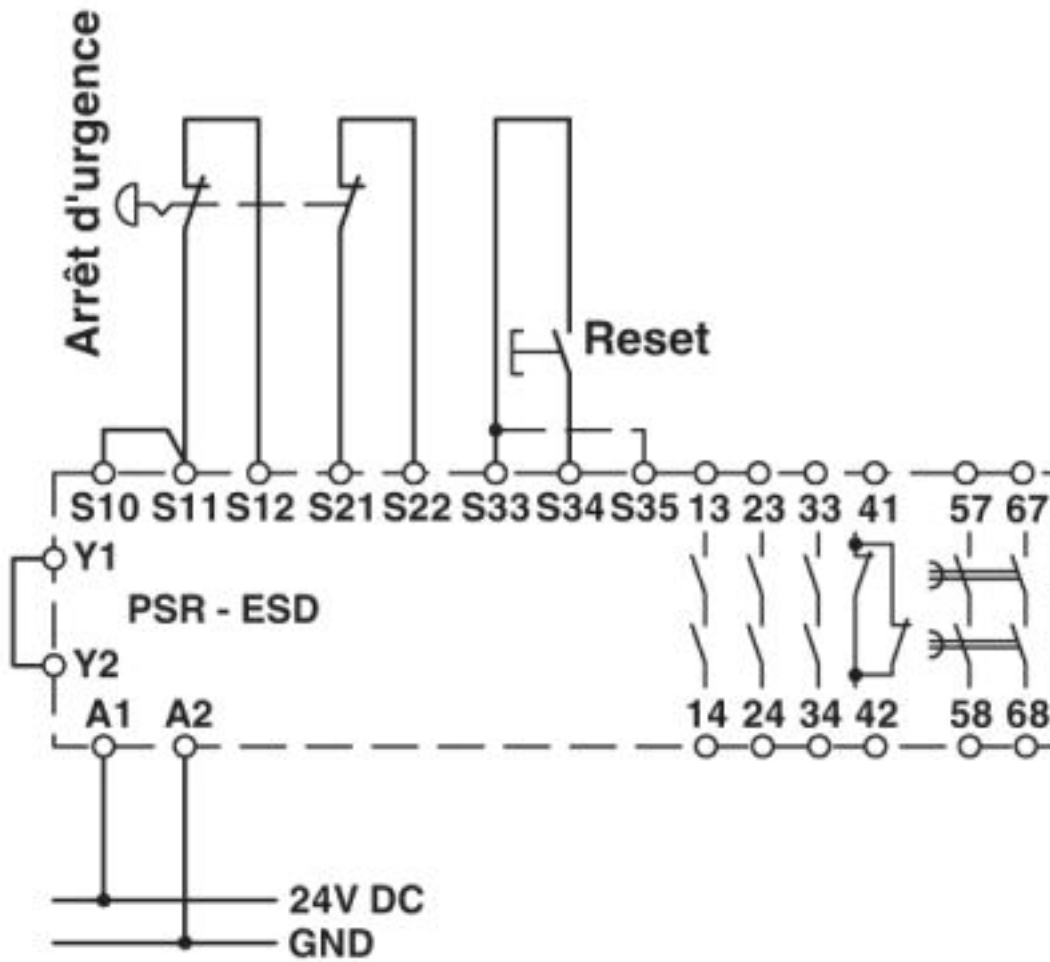 Arrêt d'urgence
Reset
S10 S11 S12 S21 S22 S33 S34 S35 13 23 33 41 57 67
Y1
PSR - ESD
Y2
A1 A2 14 24 34 42 58 68
24V DC
GND